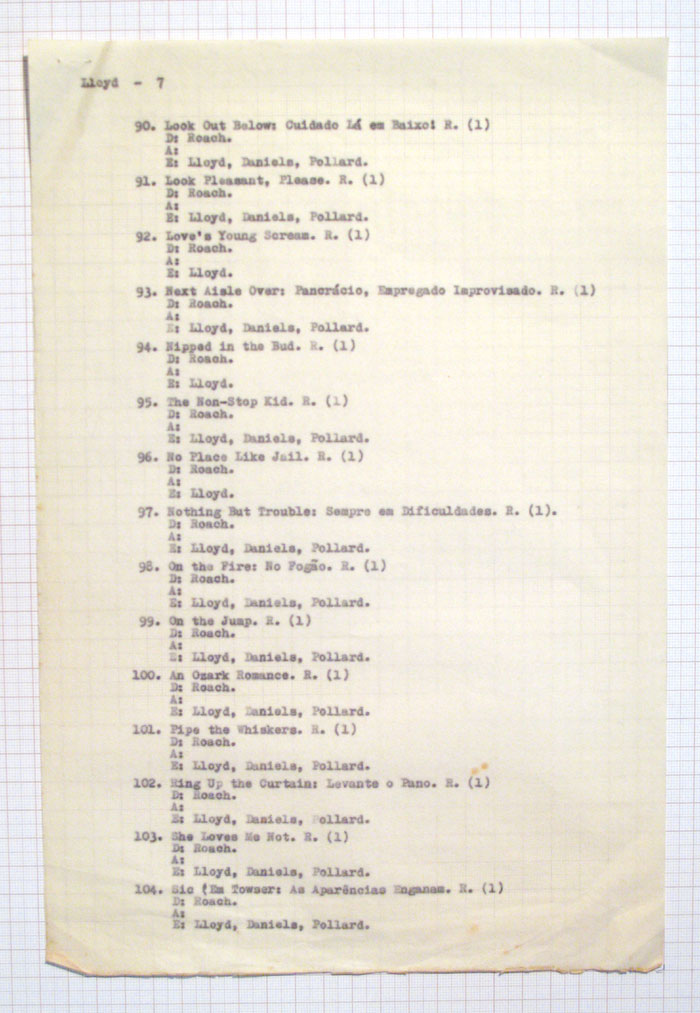 Lloyd - 7
90. Look Out Below: Cuidado Lá em Baixo! R. (1)
D: Roach.
A:
E: Lloyd, Daniels, Pollard.
91. Look Pleasant, Please. R. (1)
D: Roach.
A:
E: Lloyd, Daniels, Pollard.
92. Love's Young Scream. R. (1)
D: Roach.
A:
E: Lloyd.
93. Next Aisle Over: Pancrácio, Empregado Improvisado. R. (1)
D: Roach.
A:
E: Lloyd, Daniels, Pollard.
94. Nipped in the Bud. R. (1)
D: Roach.
A:
E: Lloyd.
95. The Non-Stop Kid. R. (1)
D: Roach.
A:
E: Lloyd, Daniels, Pollard.
96. No Place Like Jail. R. (1)
D: Roach.
A:
E: Lloyd.
97. Nothing But Trouble: Sempre em Dificuldades. R. (1).
D: Roach.
A:
E: Lloyd, Daniels, Pollard.
98. On the Fire: No Fogão. R. (1)
D: Roach.
A:
E: Lloyd, Daniels, Pollard.
99. On the Jump. R. (1)
D: Roach.
A:
E: Lloyd, Daniels, Pollard.
100. An Ozark Romance. R. (1)
D: Roach.
A:
E: Lloyd, Daniels, Pollard.
101. Pipe the Whiskers. R. (1)
D: Roach.
A:
E: Lloyd, Daniels, Pollard.
102. Ring Up the Curtain: Levante o Pano. R. (1)
D: Roach.
A:
E: Lloyd, Daniels, Pollard.
103. She Loves Me Not. R. (1)
D: Roach.
A:
E: Lloyd, Daniels, Pollard.
104. Sic 'Em Towser: As Aparências Enganam. R. (1)
D: Roach.
A:
E: Lloyd, Daniels, Pollard.